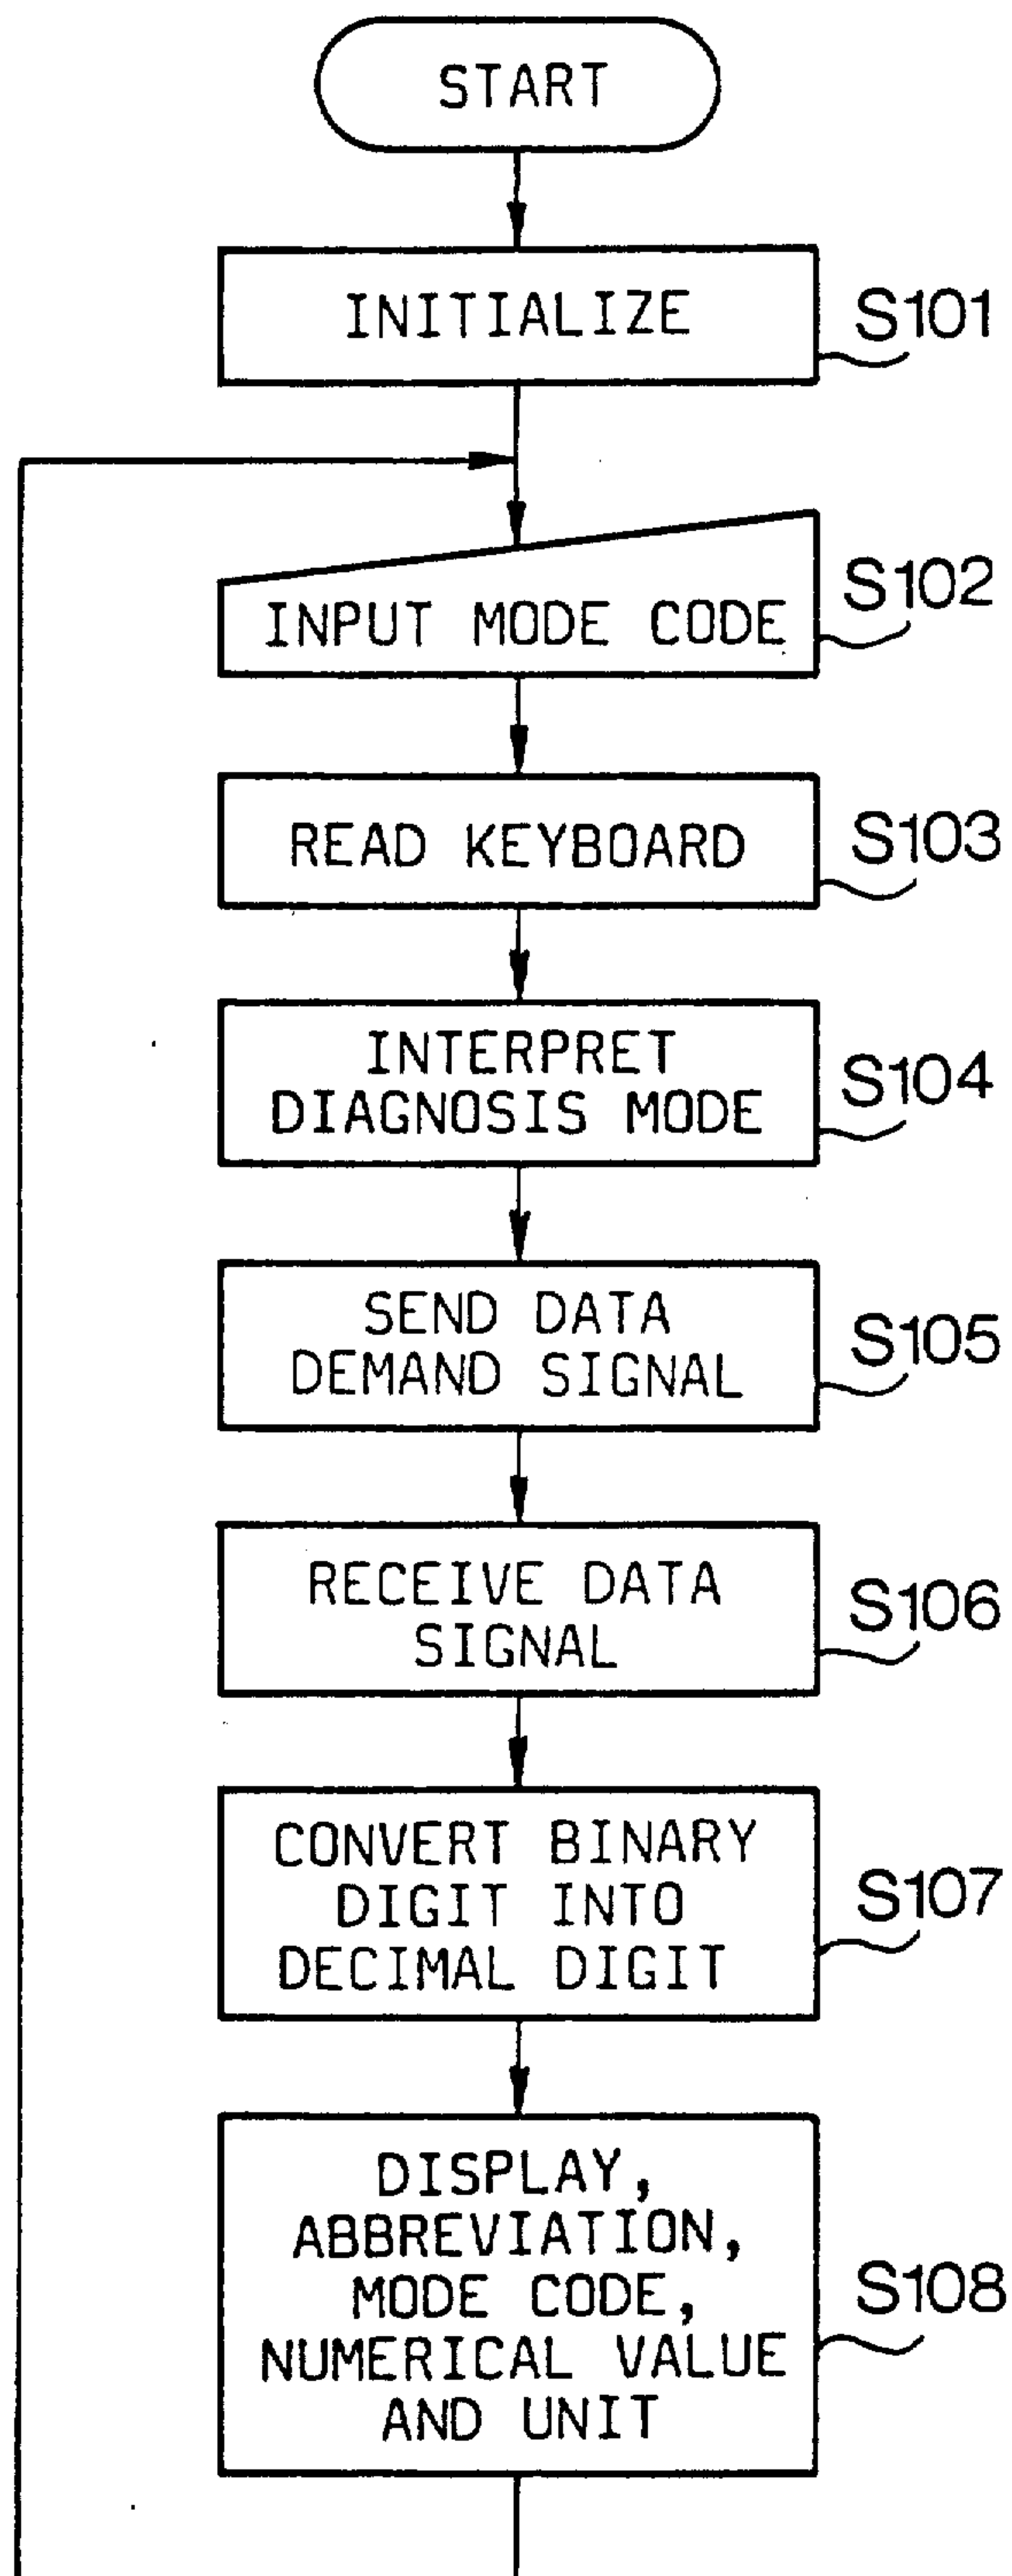 START
INITIALIZE
S101
INPUT MODE CODE
S102
READ KEYBOARD
S103
INTERPRET
DIAGNOSIS MODE
S104
SEND DATA
DEMAND SIGNAL
S105
RECEIVE DATA
SIGNAL
S106
CONVERT BINARY
DIGIT INTO
DECIMAL DIGIT
S107
DISPLAY,
ABBREVIATION,
MODE CODE,
NUMERICAL VALUE
AND UNIT
S108